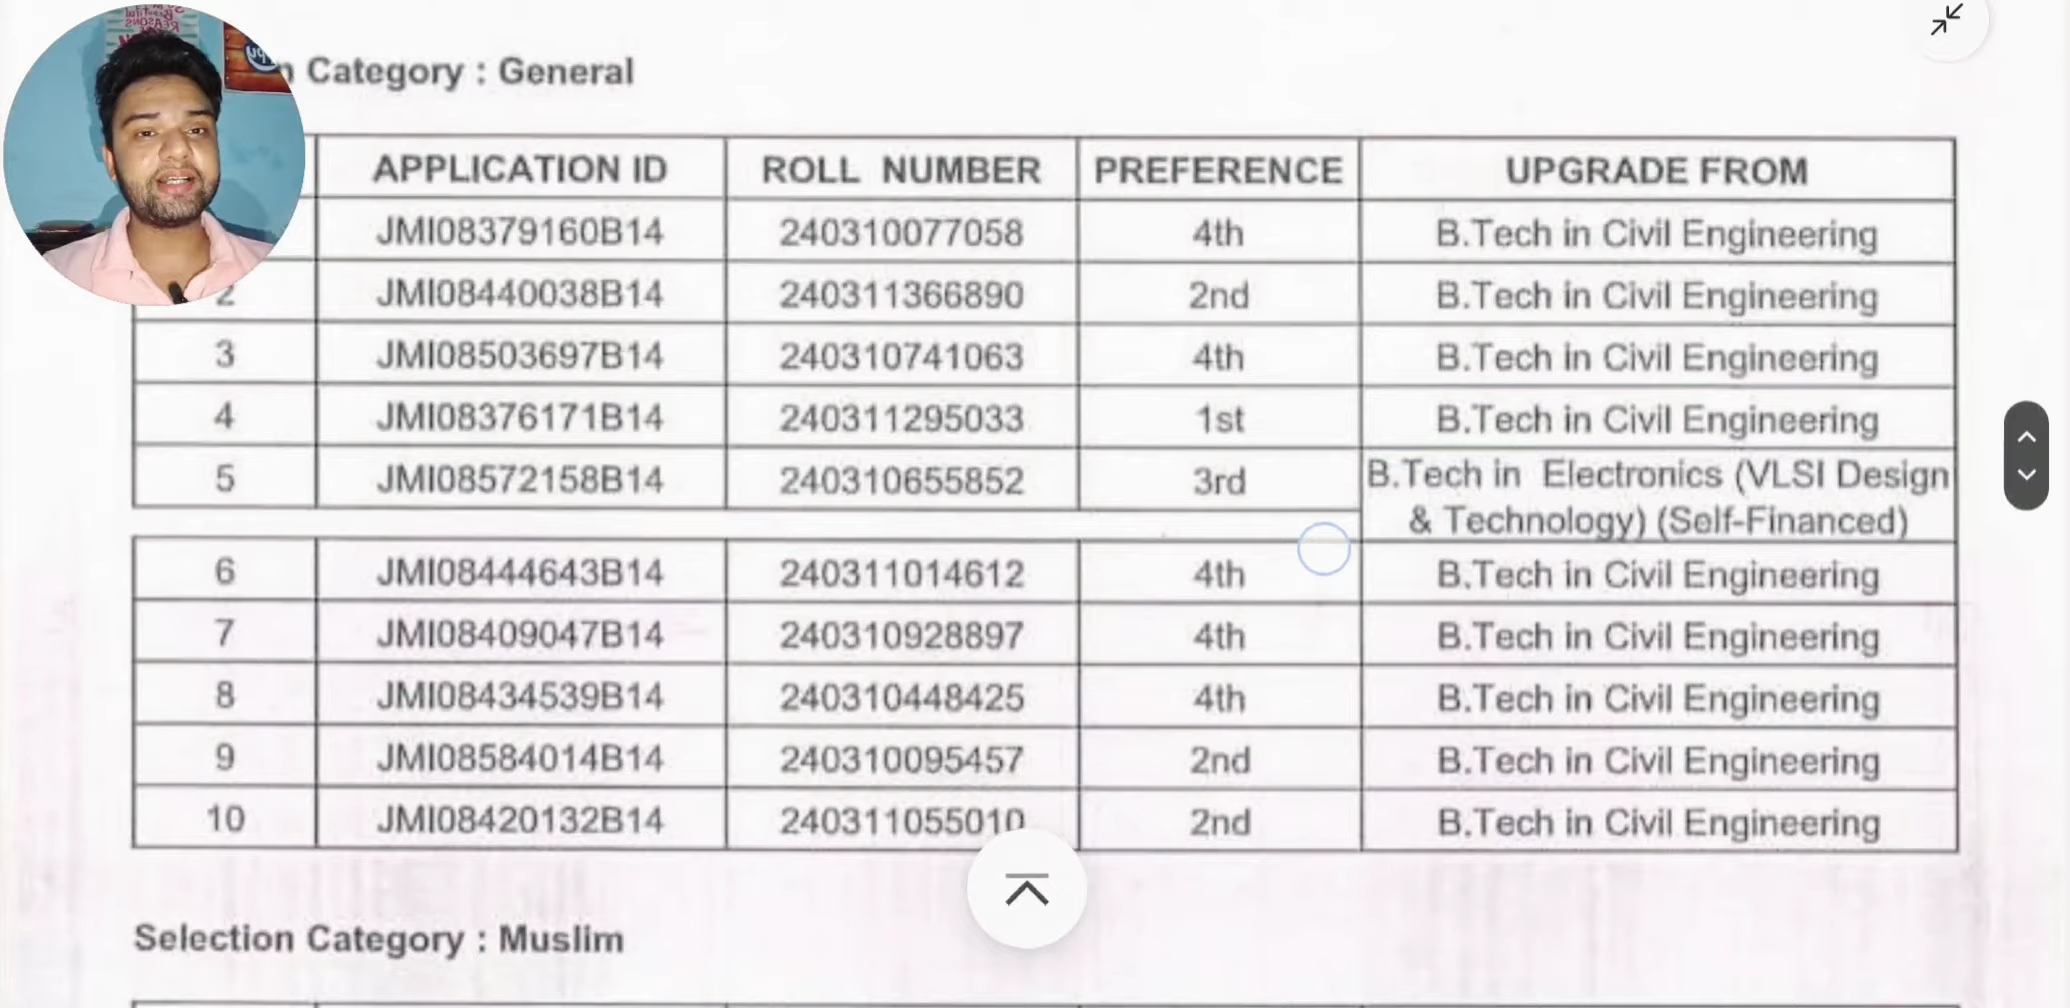 n Category : General
APPLICATION ID ROLL NUMBER PREFERENCE UPGRADE FROM
JMI08379160B14 240310077058 4th B.Tech in Civil Engineering
2 JMI08440038B14 240311366890 2nd B.Tech in Civil Engineering
3 JMI08503697B14 240310741063 4th B.Tech in Civil Engineering
4 JMI08376171B14 240311295033 1st B.Tech in Civil Engineering
5 JMI08572158B14 240310655852 3rd B.Tech in Electronics (VLSI Design
& Technology) (Self-Financed)
6 JMI08444643B14 240311014612 4th B.Tech in Civil Engineering
7 JMI08409047B14 240310928897 4th B.Tech in Civil Engineering
8 JMI08434539B14 240310448425 4th B.Tech in Civil Engineering
9 JMI08584014B14 240310095457 2nd B.Tech in Civil Engineering
10 JMI08420132B14 240311055010 2nd B.Tech in Civil Engineering
Selection Category : Muslim